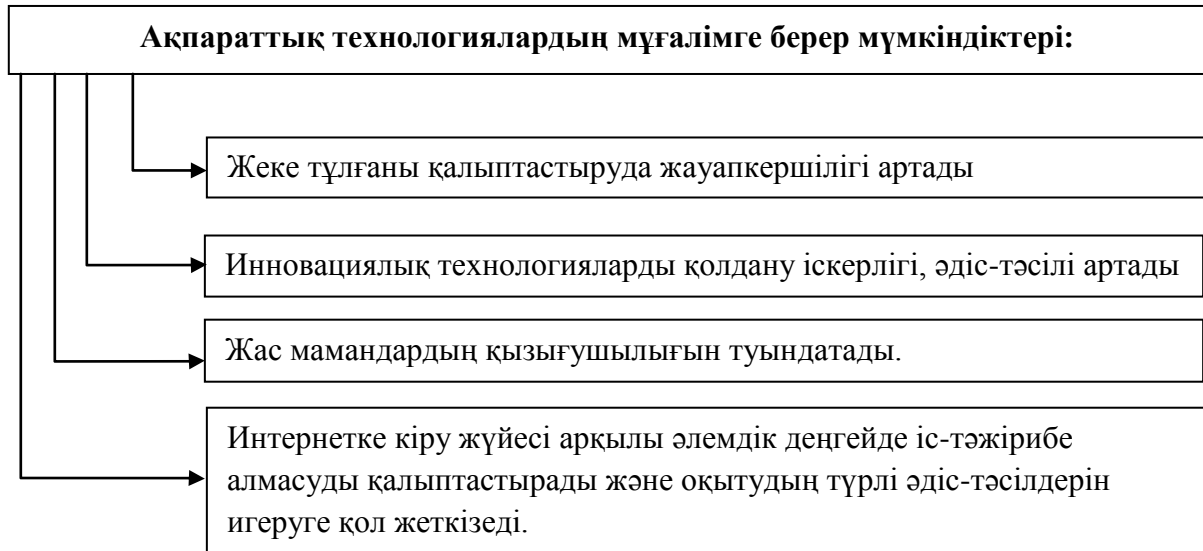 Ақпараттық технологиялардың мұғалімге берер мүмкіндіктері:
Жеке тұлғаны қалыптастыруда жауапкершілігі артады
Инновациялық технологияларды қолдану іскерлігі, әдіс-тәсілі артады
Жас мамандардың қызығушылығын туындатады.
Интернетке кіру жүйесі арқылы әлемдік деңгейде іс-тәжірибе
алмасуды қалыптастырады және оқытудың түрлі әдіс-тәсілдерін
игеруге қол жеткізеді.